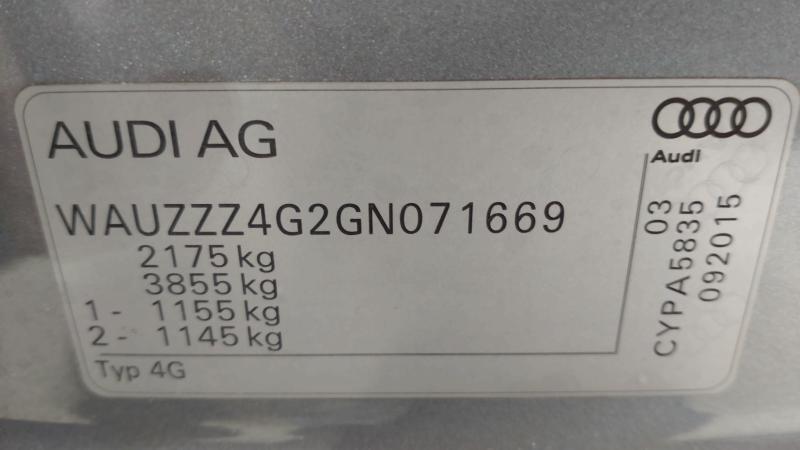 AUDI AG
Audi
WAUZZZ4G2GN071669
2175 kg
3855 kg
1 - 1155 kg
2 - 1145 kg
Typ 4G
03
CYPA5835
092015